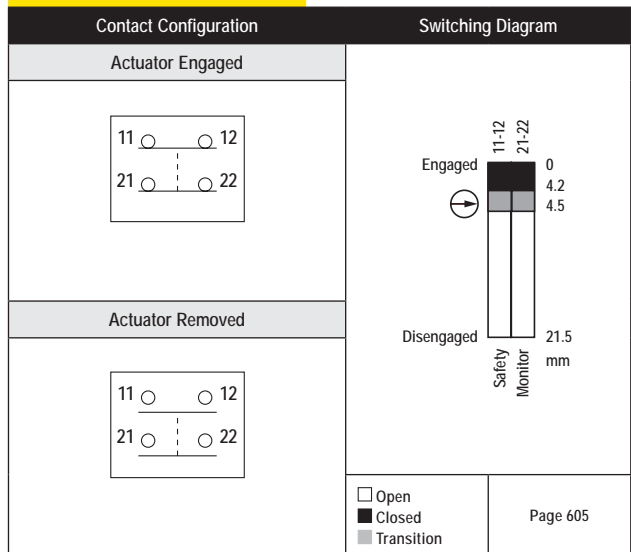 Contact Configuration
Switching Diagram
Actuator Engaged
11 12
21 22
Actuator Removed
11 12
21 22
11-12
21-22
Engaged
0
4.2
4.5
Disengaged
21.5
mm
Safety
Monitor
Open
Closed
Transition
Page 605